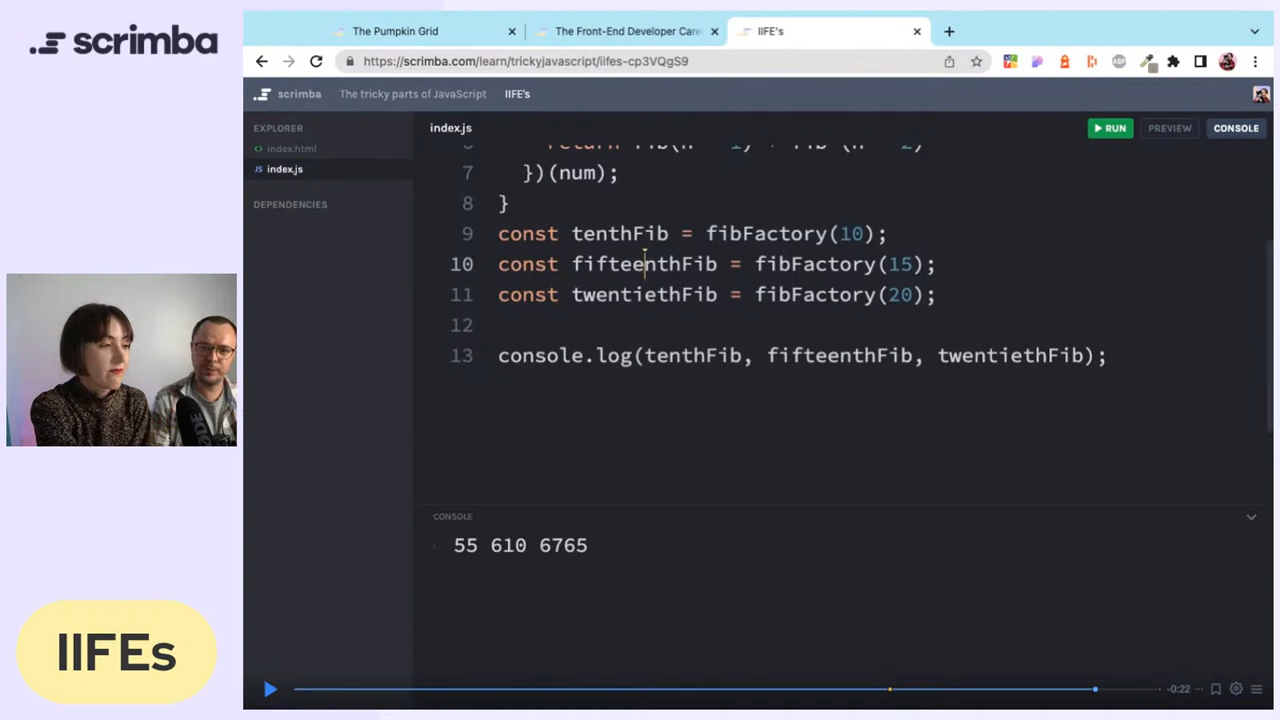 scrimba
The Pumpkin Grid
The Front-End Developer Care
IIFE's
https://scrimba.com/learn/trickyjavascript/iifes-cp3VQgS9
scrimba The tricky parts of JavaScript IIFE's
EXPLORER
index.html
JS index.js
DEPENDENCIES
index.js
RUN PREVIEW CONSOLE
7 })(num);
8 }
9 const tenthFib = fibFactory(10);
10 const fifteenthFib = fibFactory(15);
11 const twentiethFib = fibFactory(20);
12
13 console.log(tenthFib, fifteenthFib, twentiethFib);
CONSOLE
55 610 6765
IIFEs
-0:22